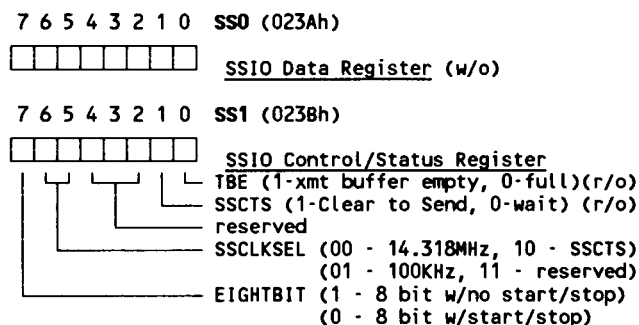 7 6 5 4 3 2 1 0 SS0 (023Ah)
SSIO Data Register (w/o)
7 6 5 4 3 2 1 0 SS1 (023Bh)
SSIO Control/Status Register
TBE (1-xmt buffer empty, 0-full)(r/o)
SSCTS (1-Clear to Send, 0-wait) (r/o)
reserved
SSCLKSEL (00 - 14.318MHz, 10 - SSCTS)
(01 - 100KHz, 11 - reserved)
EIGHTBIT (1 - 8 bit w/no start/stop)
(0 - 8 bit w/start/stop)